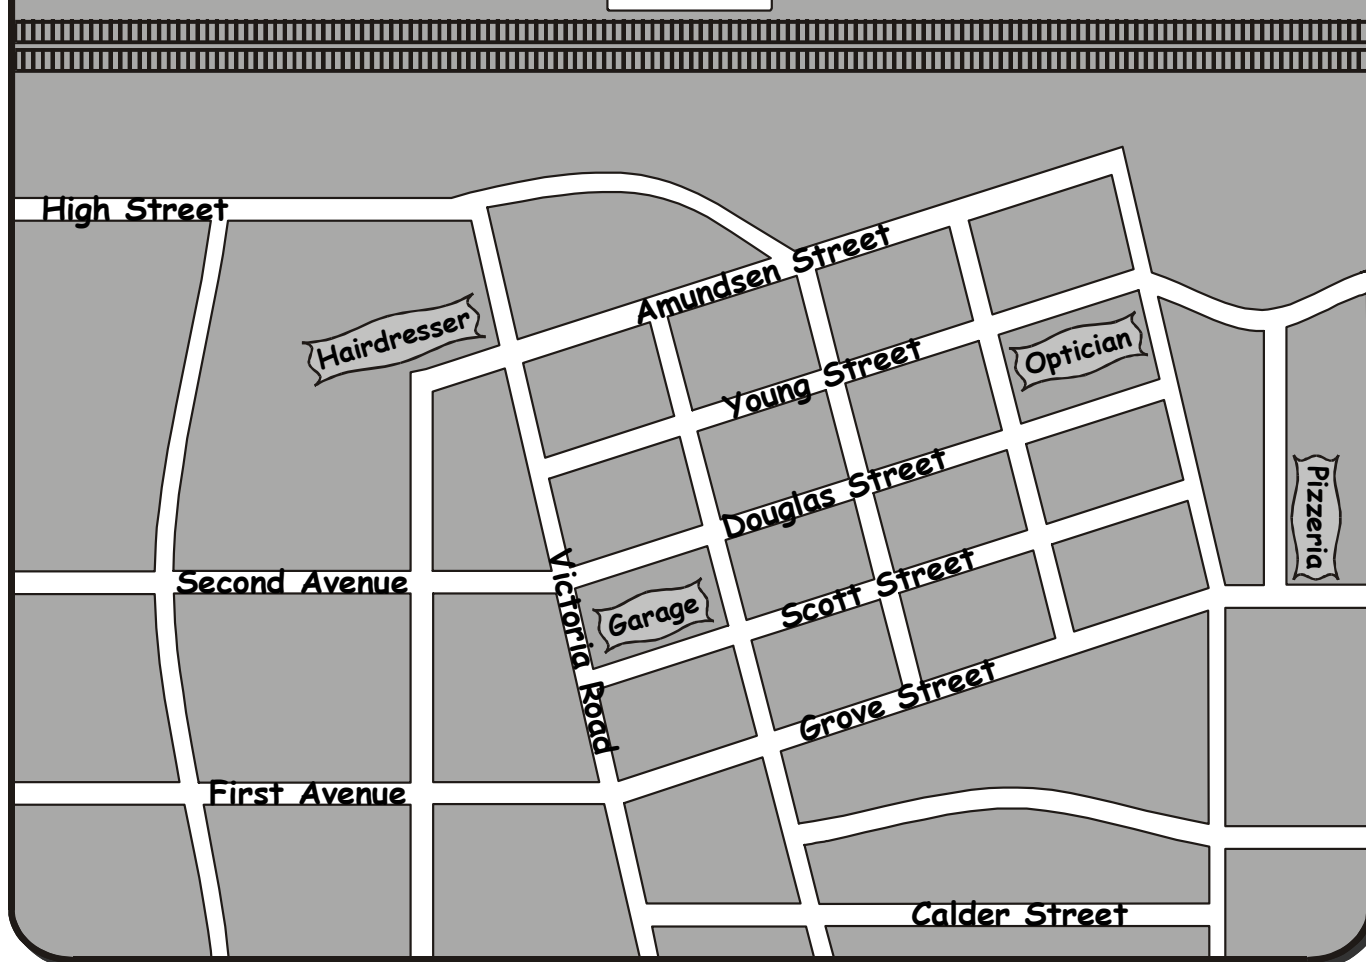 High Street
Amundsen Street
Hairdresser
Young Street
Optician
Douglas Street
Pizzeria
Second Avenue
Scott Street
Garage
Victoria Road
Grove Street
First Avenue
Calder Street